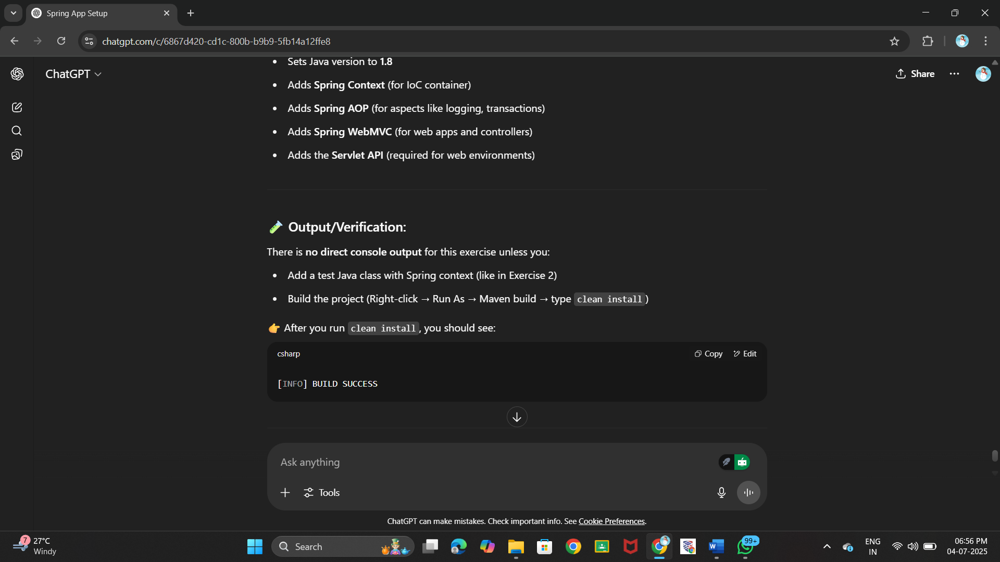 Spring App Setup
chatgpt.com/c/6867d420-cd1c-800b-b9b9-5fb14a12ffe8
ChatGPT
Share
• Sets Java version to 1.8
• Adds Spring Context (for IoC container)
• Adds Spring AOP (for aspects like logging, transactions)
• Adds Spring WebMVC (for web apps and controllers)
• Adds the Servlet API (required for web environments)
Output/Verification:
There is no direct console output for this exercise unless you:
• Add a test Java class with Spring context (like in Exercise 2)
• Build the project (Right-click → Run As → Maven build → type clean install)
👉 After you run clean install, you should see:
csharp
Copy
Edit
[INFO] BUILD SUCCESS
Ask anything
Tools
ChatGPT can make mistakes. Check important info. See Cookie Preferences.
7
27°C
Windy
Search
99+
ENG
IN
06:56 PM
04-07-2025